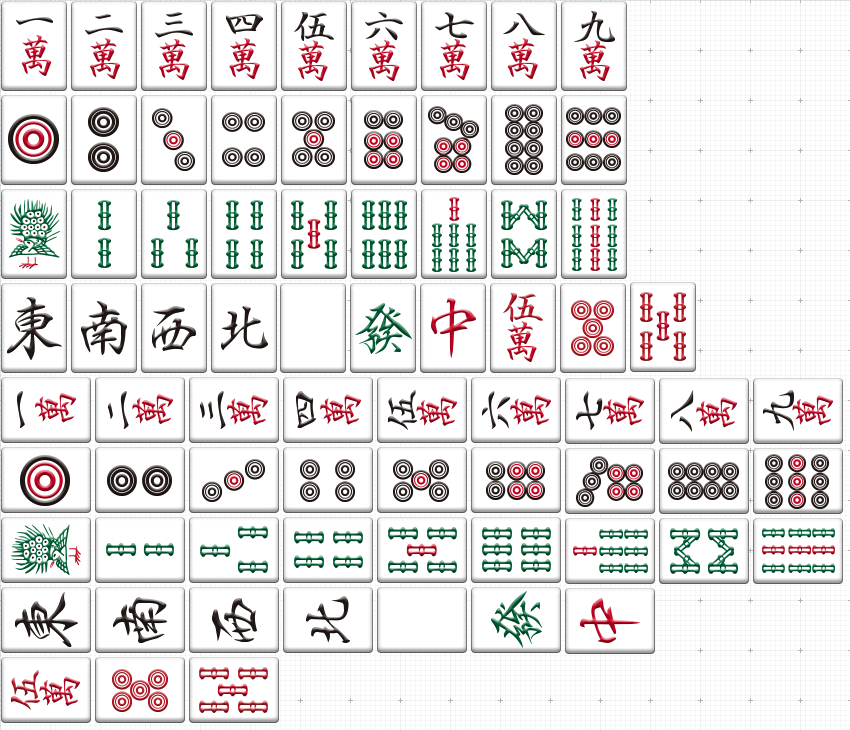 一萬 二萬 三萬 四萬 伍萬 六萬 七萬 八萬 九萬
東 南 西 北 發 中 伍萬
一萬 二萬 三萬 四萬 伍萬 六萬 七萬 八萬 九萬
東 南 西 北 發 中
伍萬